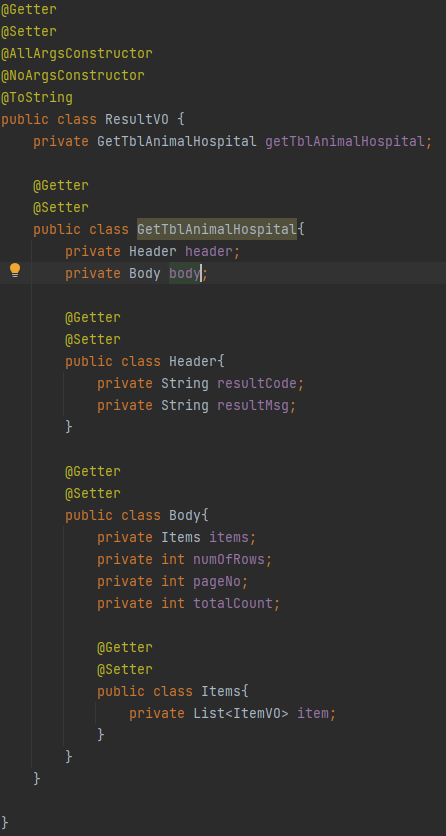 @Getter
@Setter
@AllArgsConstructor
@NoArgsConstructor
@ToString
public class ResultVO {
    private GetTblAnimalHospital getTblAnimalHospital;

    @Getter
    @Setter
    public class GetTblAnimalHospital{
        private Header header;
        private Body body;

        @Getter
        @Setter
        public class Header{
            private String resultCode;
            private String resultMsg;
        }

        @Getter
        @Setter
        public class Body{
            private Items items;
            private int numOfRows;
            private int pageNo;
            private int totalCount;

            @Getter
            @Setter
            public class Items{
                private List<ItemVO> item;
            }
        }
    }

}